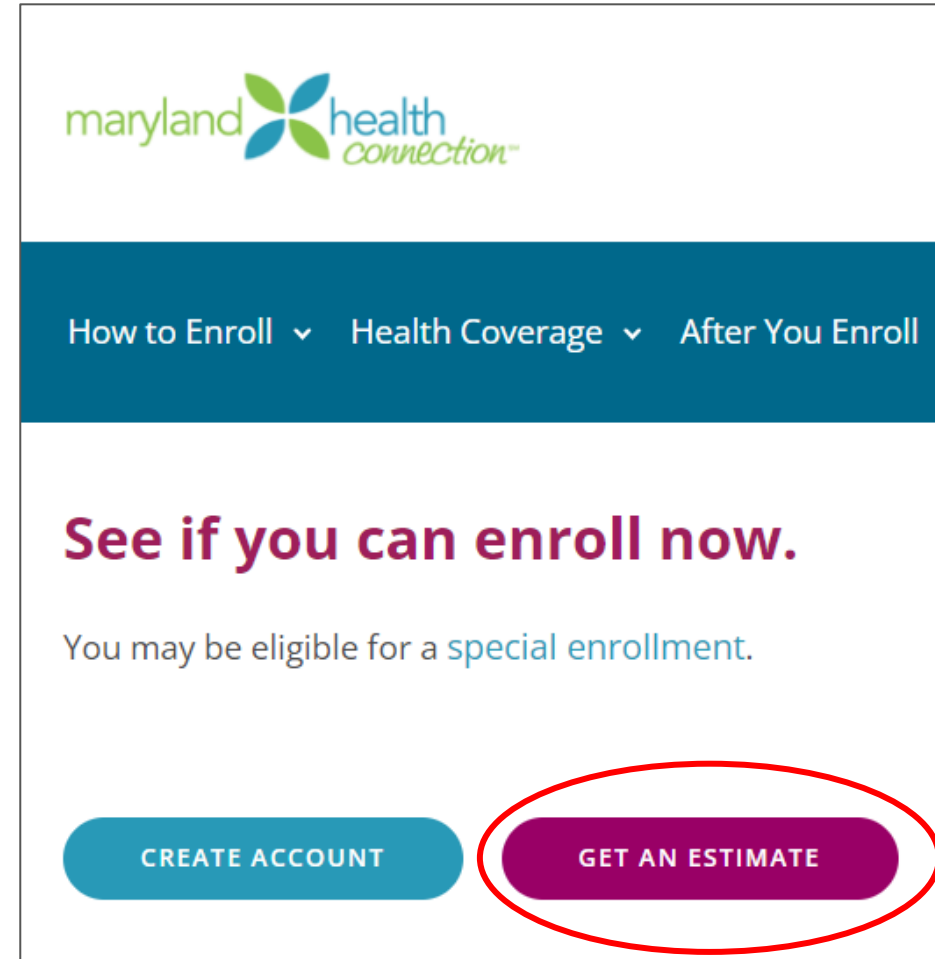 maryland health
connection℠
How to Enroll Health Coverage After You Enroll
See if you can enroll now.
You may be eligible for a special enrollment.
CREATE ACCOUNT GET AN ESTIMATE